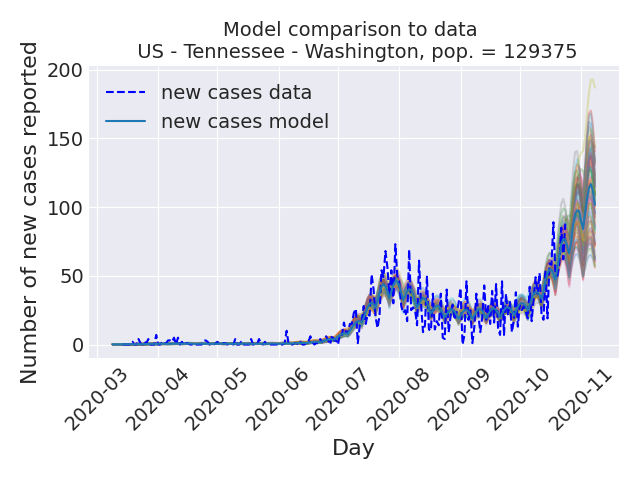 Model comparison to data
US - Tennessee - Washington, pop. = 129375
Number of new cases reported
200
150
100
50
0
new cases data
new cases model
2020-03
2020-04
2020-05
2020-06
2020-07
2020-08
2020-09
2020-10
2020-11
Day